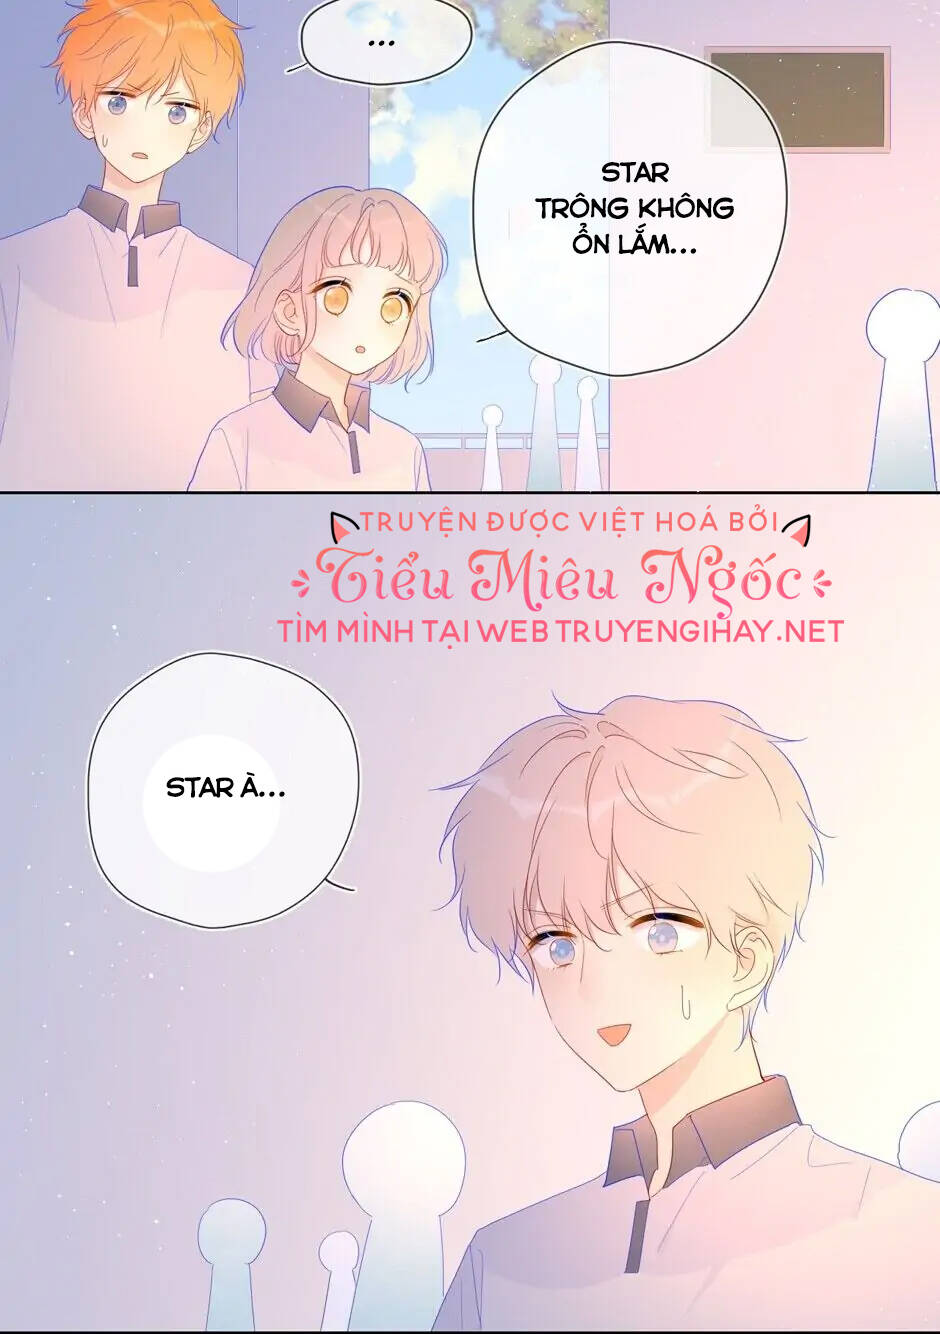 ...
STAR
TRÔNG KHÔNG
ỔN LẮM...
TRUYỆN ĐƯỢC VIỆT HOÁ BỞI
Tiểu Miêu Ngốc
TÌM MÌNH TẠI WEB TRUYENGIHAY.NET
STAR À...